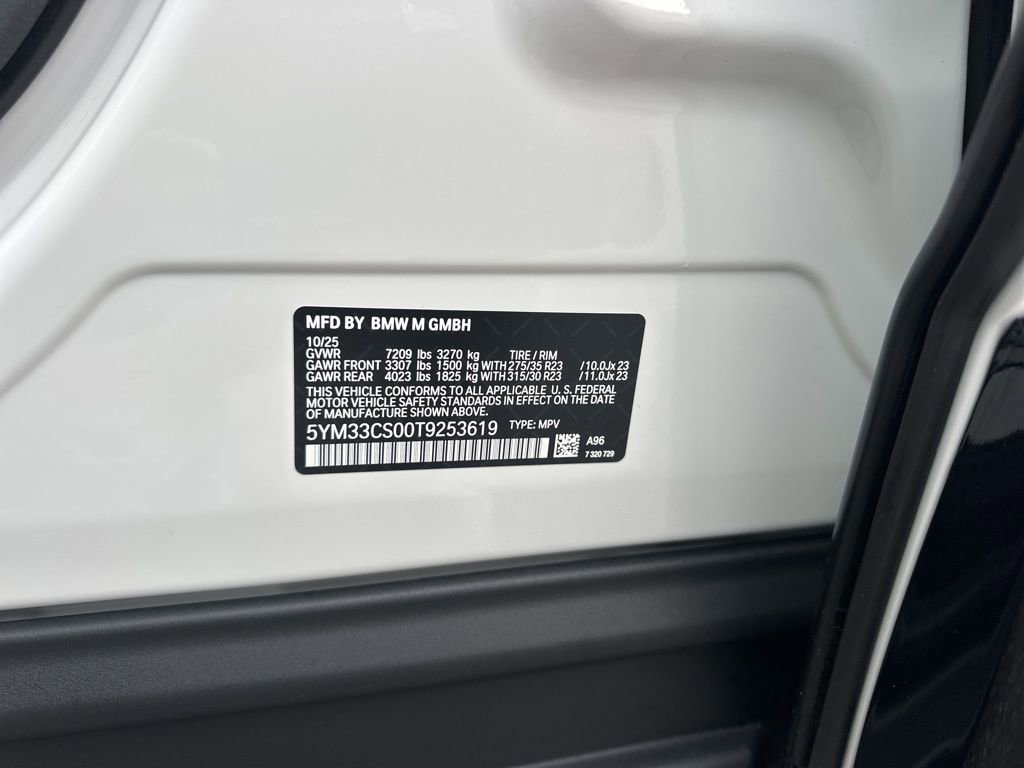 MFD BY BMW M GMBH
10/25
GVWR 7209 lbs 3270 kg TIRE / RIM
GAWR FRONT 3307 lbs 1500 kg WITH 275/35 R23 /10.0Jx 23
GAWR REAR 4023 lbs 1825 kg WITH 315/30 R23 /11.0Jx 23
THIS VEHICLE CONFORMS TO ALL APPLICABLE U. S. FEDERAL
MOTOR VEHICLE SAFETY STANDARDS IN EFFECT ON THE DATE
OF MANUFACTURE SHOWN ABOVE.
5YM33CS00T9253619 TYPE: MPV
A96
7 320 729